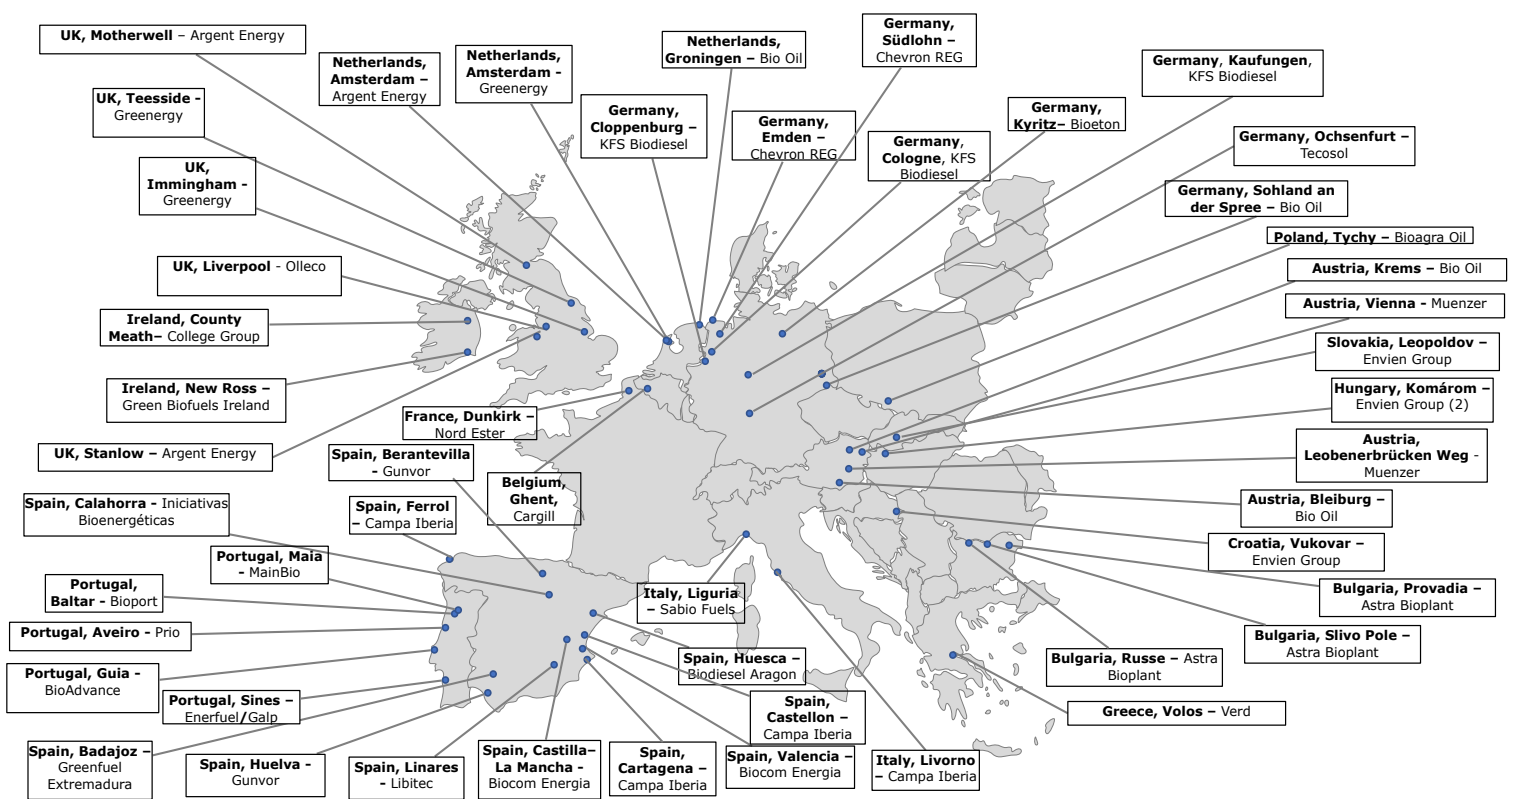 UK, Motherwell – Argent Energy
Netherlands,
Amsterdam –
Argent Energy
Netherlands,
Amsterdam -
Greenergy
Netherlands,
Groningen – Bio Oil
Germany,
Südlohn –
Chevron REG
Germany, Kaufungen,
KFS Biodiesel
UK, Teesside -
Greenergy
Germany,
Cloppenburg –
KFS Biodiesel
Germany,
Emden –
Chevron REG
Germany,
Kyritz– Bioeton
Germany,
Cologne, KFS
Biodiesel
Germany, Ochsenfurt –
Tecosol
UK,
Immingham -
Greenergy
Germany, Sohland an
der Spree – Bio Oil
Poland, Tychy – Bioagra Oil
UK, Liverpool - Olleco
Austria, Krems – Bio Oil
Austria, Vienna - Muenzer
Ireland, County
Meath– College Group
Slovakia, Leopoldov –
Envien Group
Ireland, New Ross –
Green Biofuels Ireland
Hungary, Komárom –
Envien Group (2)
France, Dunkirk –
Nord Ester
UK, Stanlow – Argent Energy
Austria,
Leobenerbrücken Weg -
Muenzer
Spain, Berantevilla
- Gunvor
Belgium,
Ghent,
Cargill
Spain, Calahorra - Iniciativas
Bioenergéticas
Spain, Ferrol
– Campa Iberia
Austria, Bleiburg –
Bio Oil
Croatia, Vukovar –
Envien Group
Portugal, Maia
- MainBio
Portugal,
Baltar - Bioport
Italy, Liguria
– Sabio Fuels
Bulgaria, Provadia –
Astra Bioplant
Portugal, Aveiro - Prio
Bulgaria, Slivo Pole –
Astra Bioplant
Spain, Huesca –
Biodiesel Aragon
Bulgaria, Russe – Astra
Bioplant
Portugal, Guia -
BioAdvance
Portugal, Sines –
Enerfuel/Galp
Spain,
Castellon –
Campa Iberia
Greece, Volos – Verd
Spain, Badajoz –
Greenfuel
Extremadura
Spain, Huelva -
Gunvor
Spain, Linares
- Libitec
Spain, Castilla–
La Mancha -
Biocom Energia
Spain,
Cartagena –
Campa Iberia
Spain, Valencia –
Biocom Energia
Italy, Livorno
– Campa Iberia